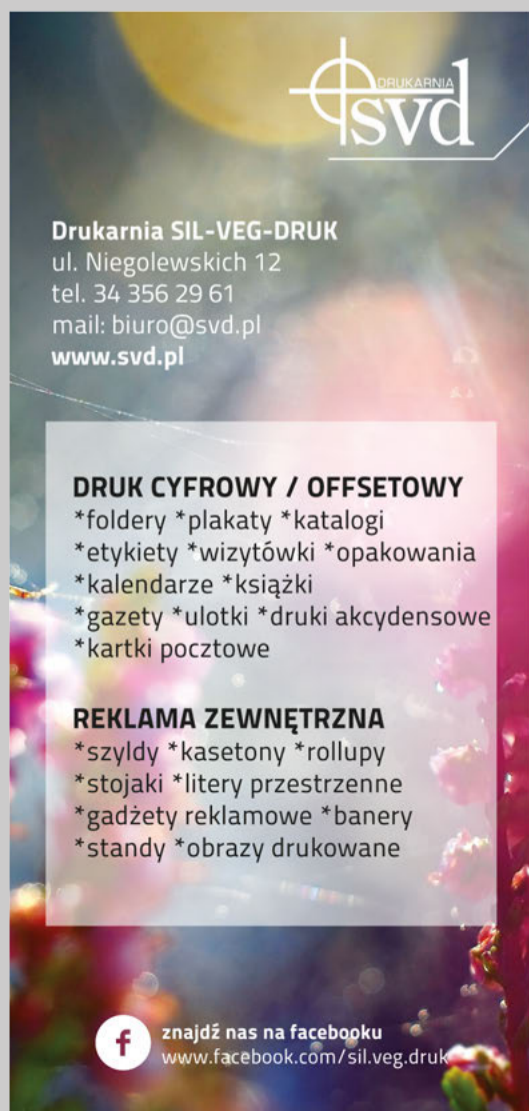 DRUKARNIA
svd
Drukarnia SIL-VEG-DRUK
ul. Niegolewskich 12
tel. 34 356 29 61
mail: biuro@svd.pl
www.svd.pl
DRUK CYFROWY / OFFSETOWY
*foldery *plakaty *katalogi
*etykiety *wizytówki *opakowania
*kalendarze *książki
*gazety *ulotki *druki akcydensowe
*kartki pocztowe
REKLAMA ZEWNĘTRZNA
*szyldy *kasetony *rollupy
*stojaki *litery przestrzenne
*gadżety reklamowe *banery
*standy *obrazy drukowane
f
znajdź nas na facebooku
www.facebook.com/sil.veg.druk